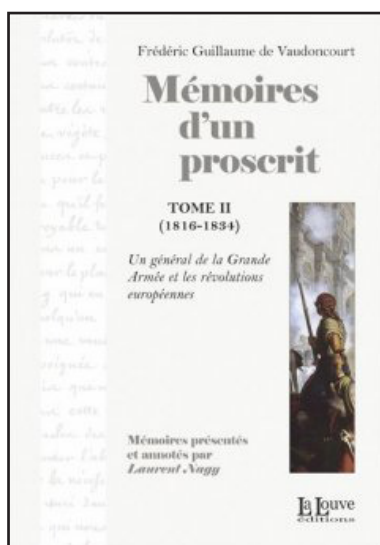 Frédéric Guillaume de Vaudoncourt
Mémoires
d'un
proscrit
TOME II
(1816-1834)
Un général de la Grande
Armée et les révolutions
européennes
Mémoires présentés
et annotés par
Laurent Nagy
La Louve
éditions